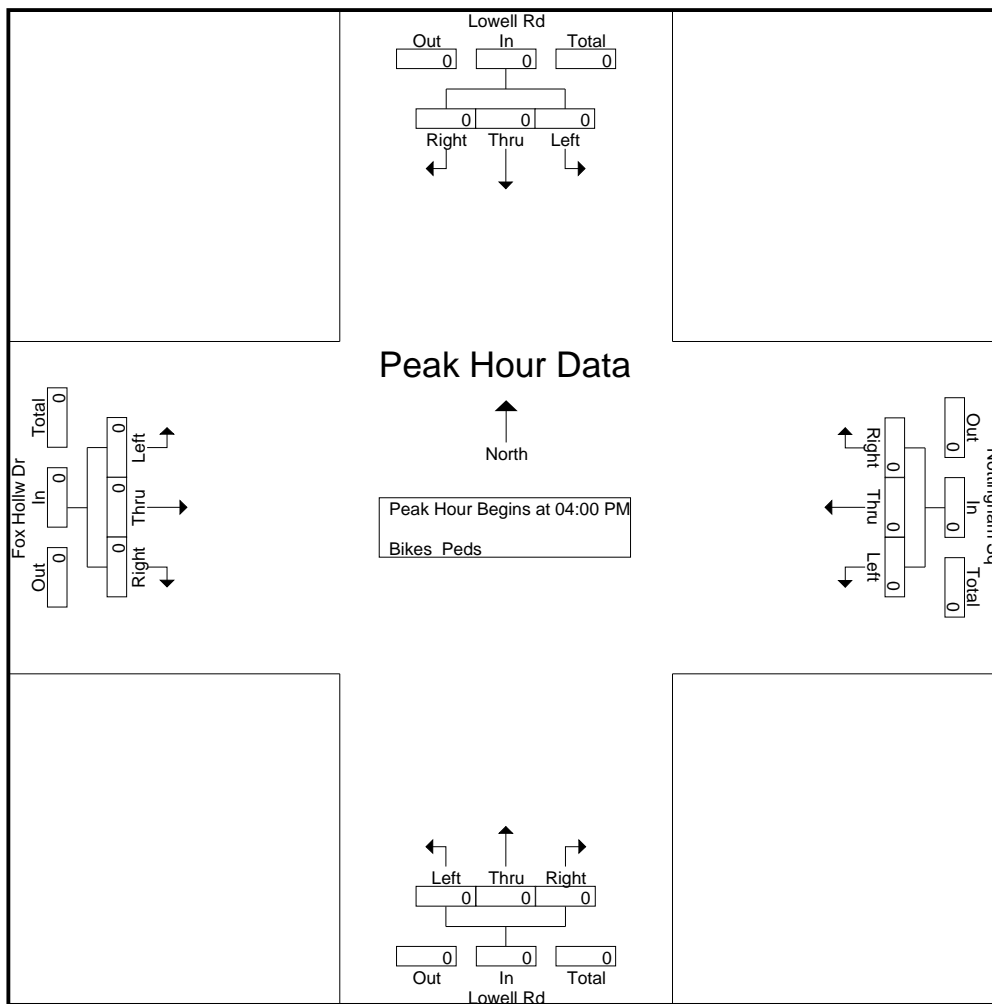 Lowell Rd
Out In Total
0 0 0
0 0 0
Right Thru Left
Peak Hour Data
North
Peak Hour Begins at 04:00 PM
Bikes Peds
Fox Hollw Dr
Total In Out
0 0 0
0 0 0
Left Thru Right
Nottingham Sq
Out In Total
0 0 0
0 0 0
Right Thru Left
Left Thru Right
0 0 0
0 0 0
Out In Total
Lowell Rd